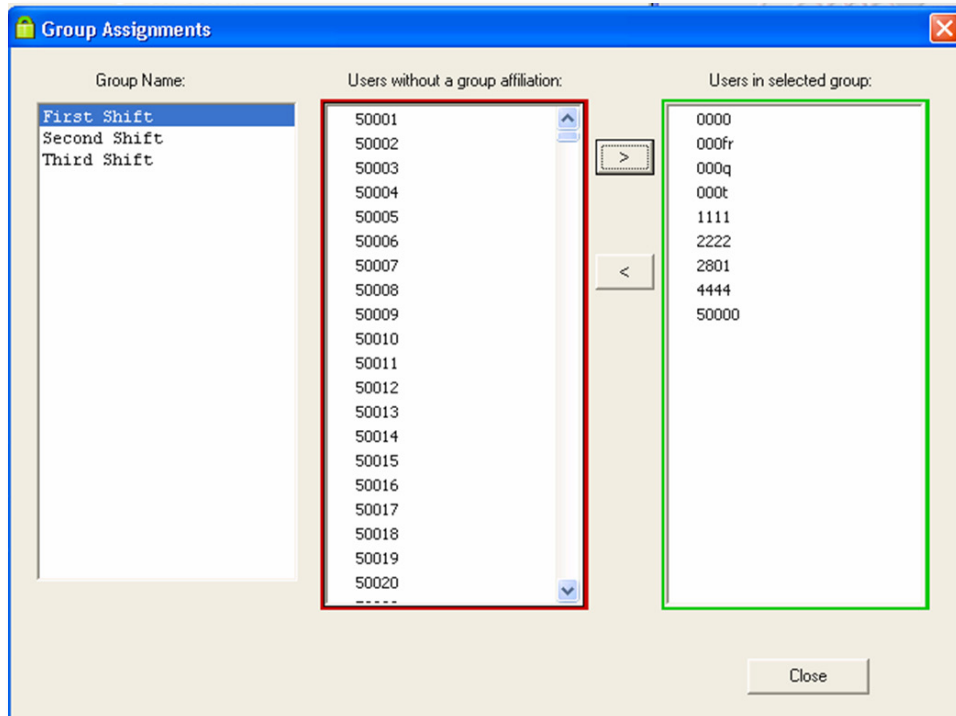 Group Assignments
Group Name:
First Shift
Second Shift
Third Shift
Users without a group affiliation:
50001
50002
50003
50004
50005
50006
50007
50008
50009
50010
50011
50012
50013
50014
50015
50016
50017
50018
50019
50020
>
<
Users in selected group:
0000
000fr
000q
000t
1111
2222
2801
4444
50000
Close